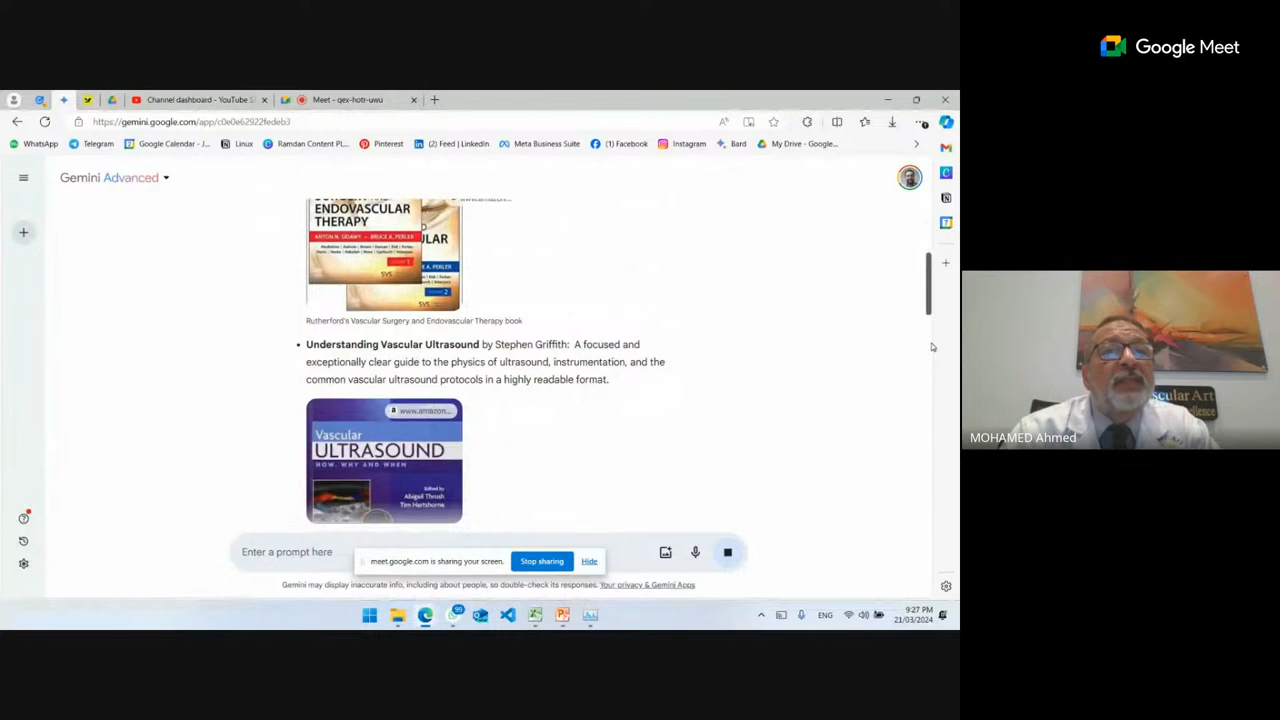 Google Meet
Channel dashboard - YouTube S
Meet - qex-hotr-uwu
https://gemini.google.com/app/c0e0e62922fedeb3
WhatsApp
Telegram
Google Calendar - J...
Linux
Ramdan Content PL...
Pinterest
(2) Feed | LinkedIn
Meta Business Suite
(1) Facebook
Instagram
Bard
My Drive - Google...
Gemini Advanced
ENDOVASCULAR
THERAPY
ANTON N. SIDAWY • BRUCE A. PERLER
SVS
Rutherford's Vascular Surgery and Endovascular Therapy book
• Understanding Vascular Ultrasound by Stephen Griffith: A focused and
exceptionally clear guide to the physics of ultrasound, instrumentation, and the
common vascular ultrasound protocols in a highly readable format.
www.amazon...
Vascular
ULTRASOUND
HOW, WHY AND WHEN
Edited by
Abigail Thrush
Tim Hartshorne
Enter a prompt here
meet.google.com is sharing your screen.
Stop sharing
Hide
Gemini may display inaccurate info, including about people, so double-check its responses. Your privacy & Gemini Apps
99
ENG
9:27 PM
21/03/2024
scular Art
ellence
MOHAMED Ahmed